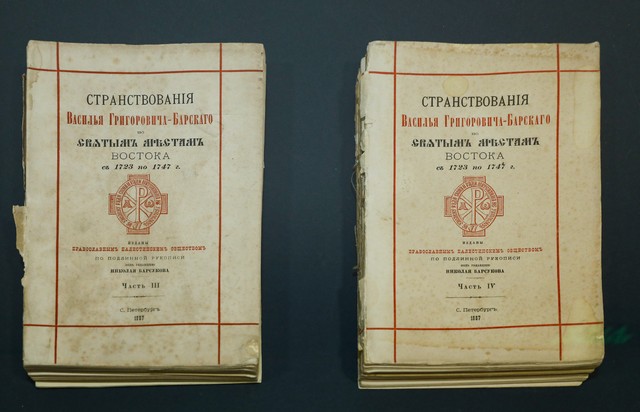 СТРАНСТВОВАНІЯ
ВАСИЛЬЯ ГРИГОРОВИЧА-БАРСКАГО
по
СВЯТЫМЪ МѢСТАМЪ
ВОСТОКА
съ 1723 по 1747 г.
ИЗДАНЫ
ПРАВОСЛАВНЫМЪ ПАЛЕСТИНСКИМЪ ОБЩЕСТВОМЪ
ПО ПОДЛИННОЙ РУКОПИСИ
ПОДЪ РЕДАКЦІЕЮ
НИКОЛАЯ БАРСУКОВА
ЧАСТЬ III
С. Петербургъ.
1887
СТРАНСТВОВАНІЯ
ВАСИЛЬЯ ГРИГОРОВИЧА-БАРСКАГО
по
СВЯТЫМЪ МѢСТАМЪ
ВОСТОКА
съ 1723 по 1747 г.
ИЗДАНЫ
ПРАВОСЛАВНЫМЪ ПАЛЕСТИНСКИМЪ ОБЩЕСТВОМЪ
ПО ПОДЛИННОЙ РУКОПИСИ
ПОДЪ РЕДАКЦІЕЮ
НИКОЛАЯ БАРСУКОВА
ЧАСТЬ IV
С. Петербургъ.
1887